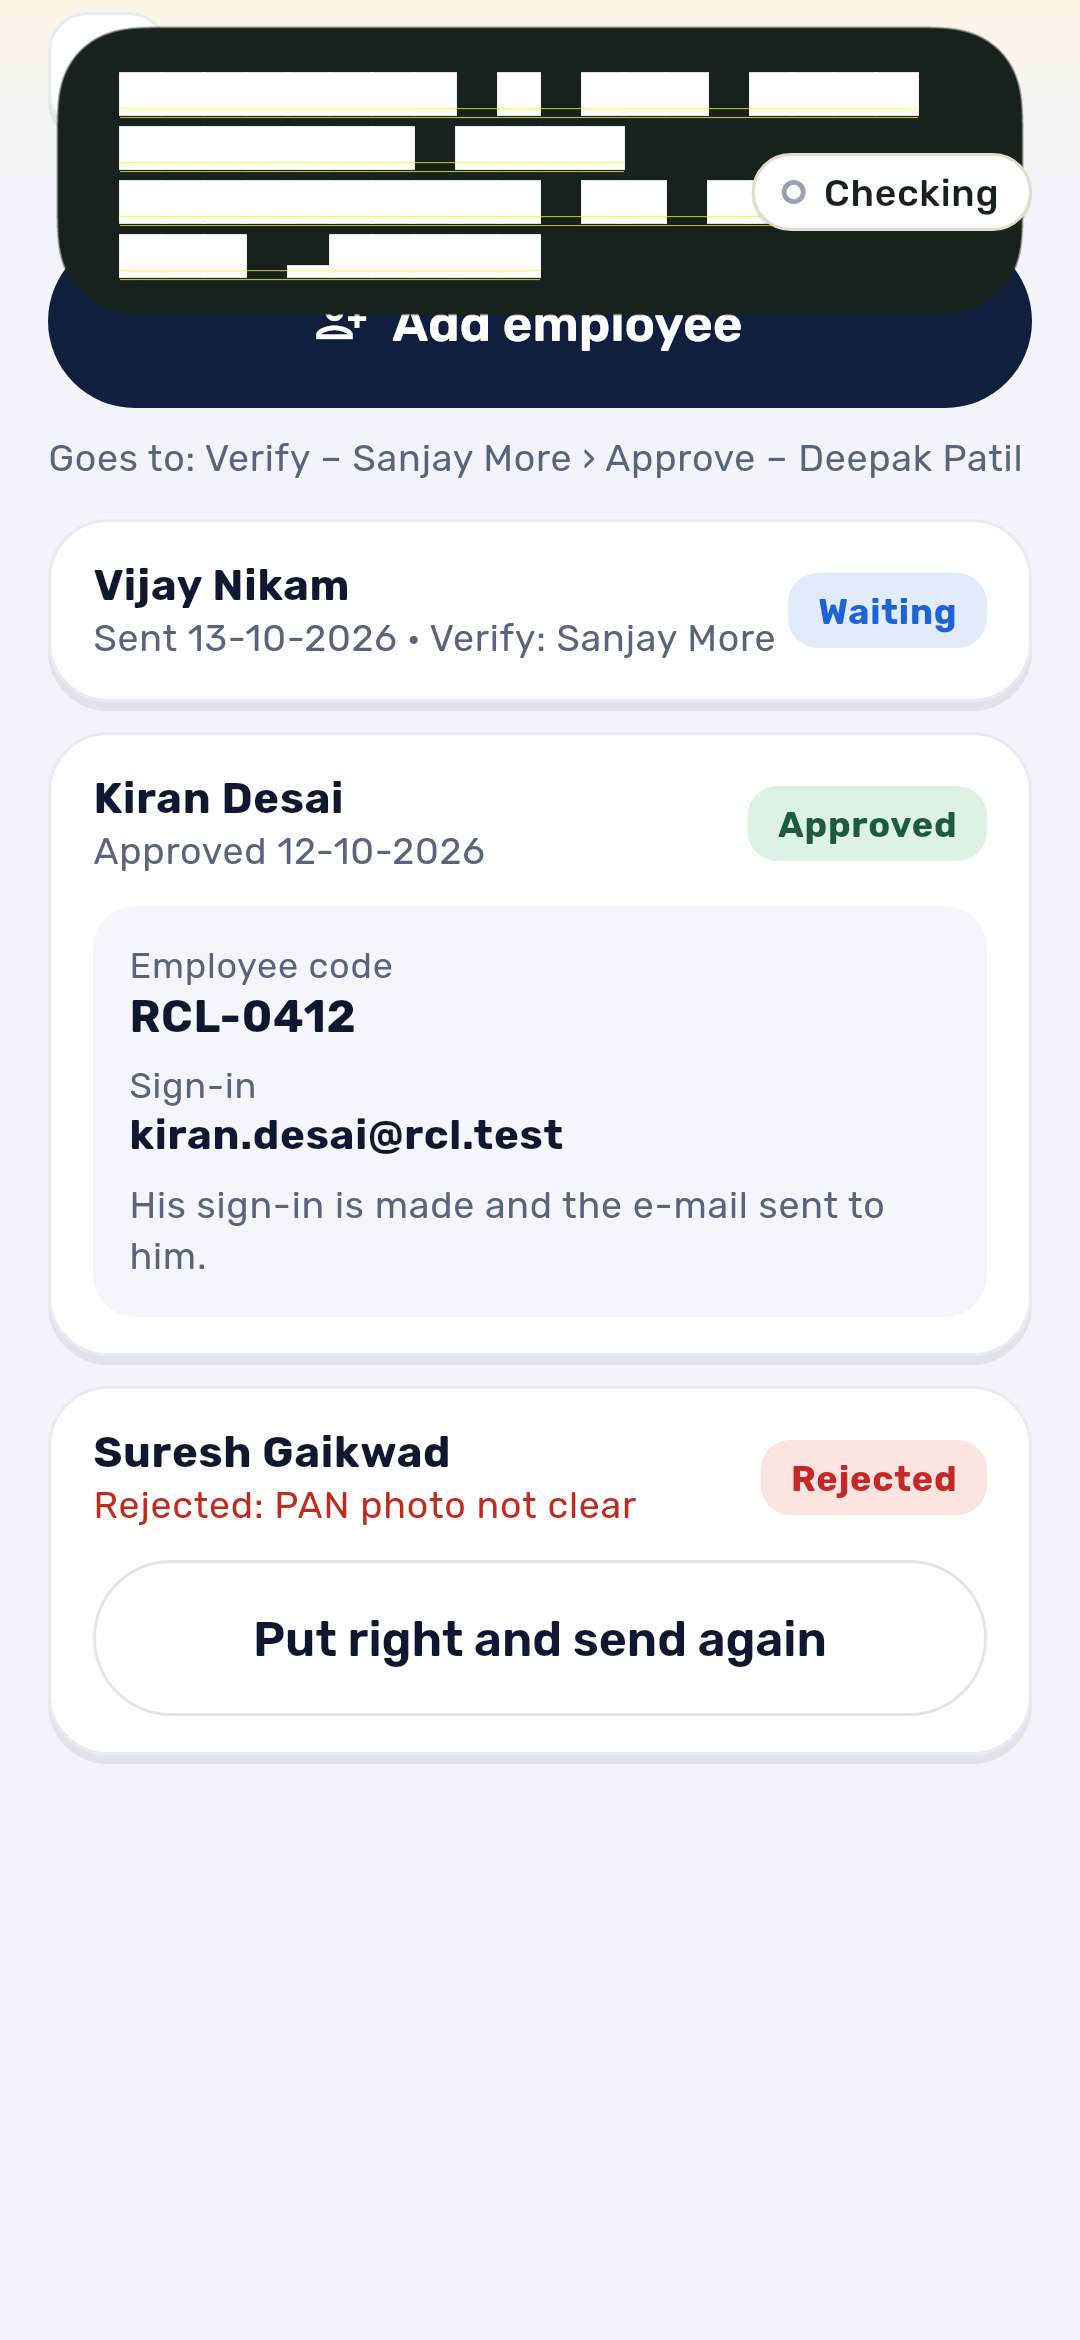 Checking
Add employee
Goes to: Verify – Sanjay More › Approve – Deepak Patil
Vijay Nikam
Sent 13-10-2026 • Verify: Sanjay More
Waiting
Kiran Desai
Approved 12-10-2026
Approved
Employee code
RCL-0412
Sign-in
kiran.desai@rcl.test
His sign-in is made and the e-mail sent to
him.
Suresh Gaikwad
Rejected: PAN photo not clear
Rejected
Put right and send again